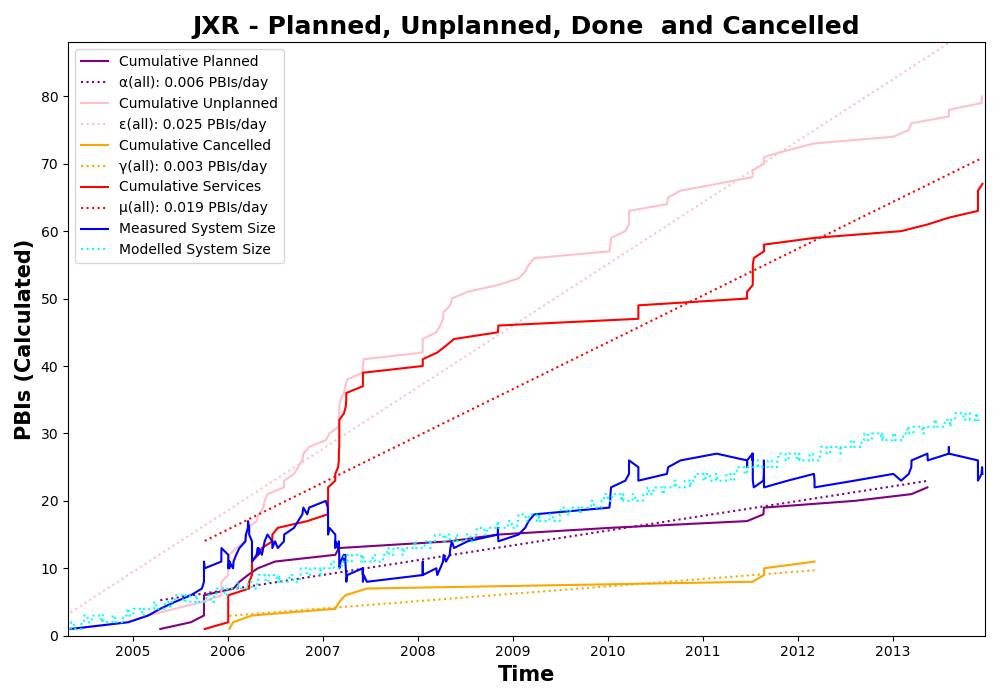 JXR - Planned, Unplanned, Done  and Cancelled
PBIs (Calculated)
80
70
60
50
40
30
20
10
0
Cumulative Planned
α(all): 0.006 PBIs/day
Cumulative Unplanned
ε(all): 0.025 PBIs/day
Cumulative Cancelled
γ(all): 0.003 PBIs/day
Cumulative Services
μ(all): 0.019 PBIs/day
Measured System Size
Modelled System Size
2005 2006 2007 2008 2009 2010 2011 2012 2013
Time